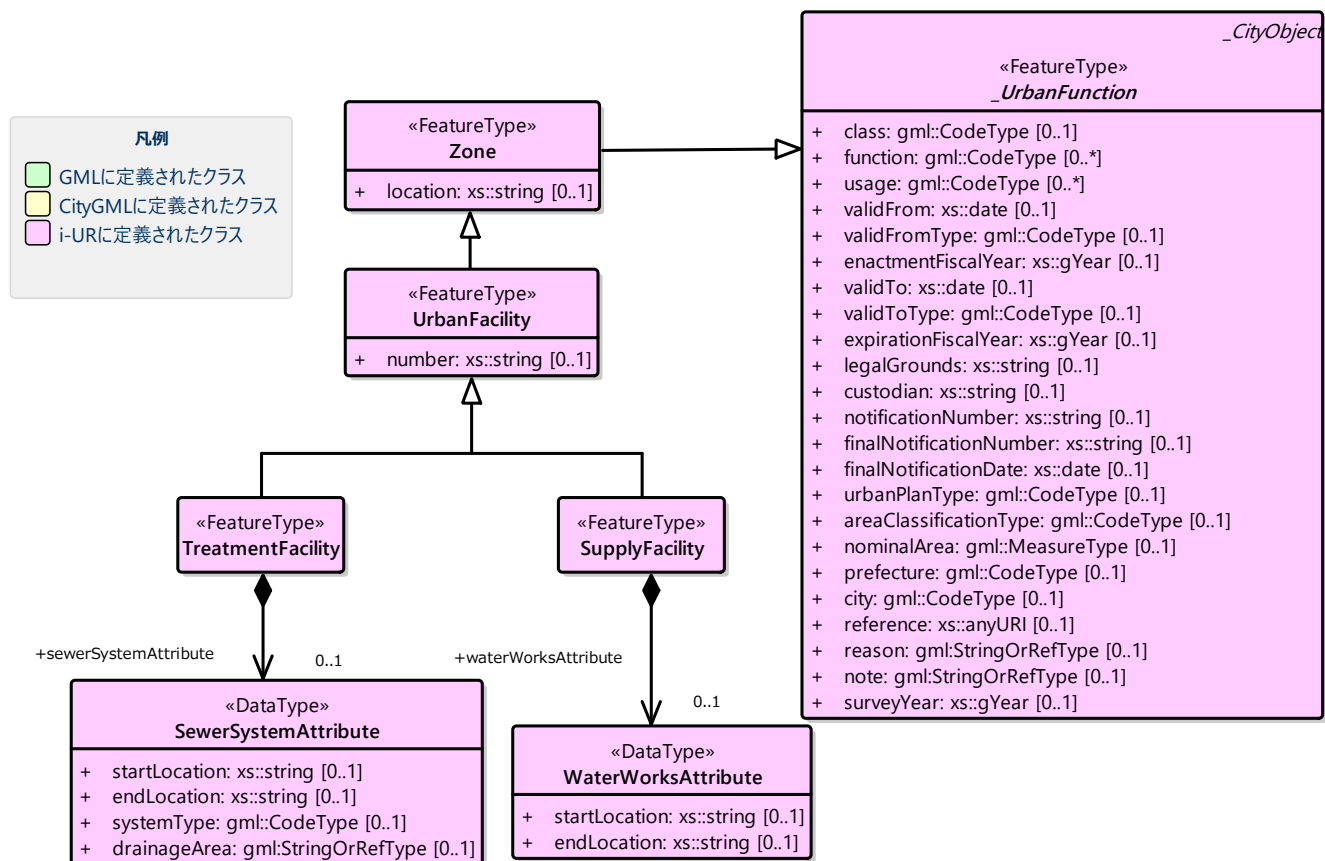 凡例
GMLに定義されたクラス
CityGMLに定義されたクラス
i-URに定義されたクラス
«FeatureType»
Zone
+ location: xs::string [0..1]
«FeatureType»
UrbanFacility
+ number: xs::string [0..1]
«FeatureType»
TreatmentFacility
«FeatureType»
SupplyFacility
+sewerSystemAttribute
0..1
+waterWorksAttribute
0..1
«DataType»
SewerSystemAttribute
+ startLocation: xs::string [0..1]
+ endLocation: xs::string [0..1]
+ systemType: gml::CodeType [0..1]
+ drainageArea: gml:StringOrRefType [0..1]
«DataType»
WaterWorksAttribute
+ startLocation: xs::string [0..1]
+ endLocation: xs::string [0..1]
_CityObject
«FeatureType»
_UrbanFunction
+ class: gml::CodeType [0..1]
+ function: gml::CodeType [0..*]
+ usage: gml::CodeType [0..*]
+ validFrom: xs::date [0..1]
+ validFromType: gml::CodeType [0..1]
+ enactmentFiscalYear: xs::gYear [0..1]
+ validTo: xs::date [0..1]
+ validToType: gml::CodeType [0..1]
+ expirationFiscalYear: xs::gYear [0..1]
+ legalGrounds: xs::string [0..1]
+ custodian: xs::string [0..1]
+ notificationNumber: xs::string [0..1]
+ finalNotificationNumber: xs::string [0..1]
+ finalNotificationDate: xs::date [0..1]
+ urbanPlanType: gml::CodeType [0..1]
+ areaClassificationType: gml::CodeType [0..1]
+ nominalArea: gml::MeasureType [0..1]
+ prefecture: gml::CodeType [0..1]
+ city: gml::CodeType [0..1]
+ reference: xs::anyURI [0..1]
+ reason: gml:StringOrRefType [0..1]
+ note: gml:StringOrRefType [0..1]
+ surveyYear: xs::gYear [0..1]